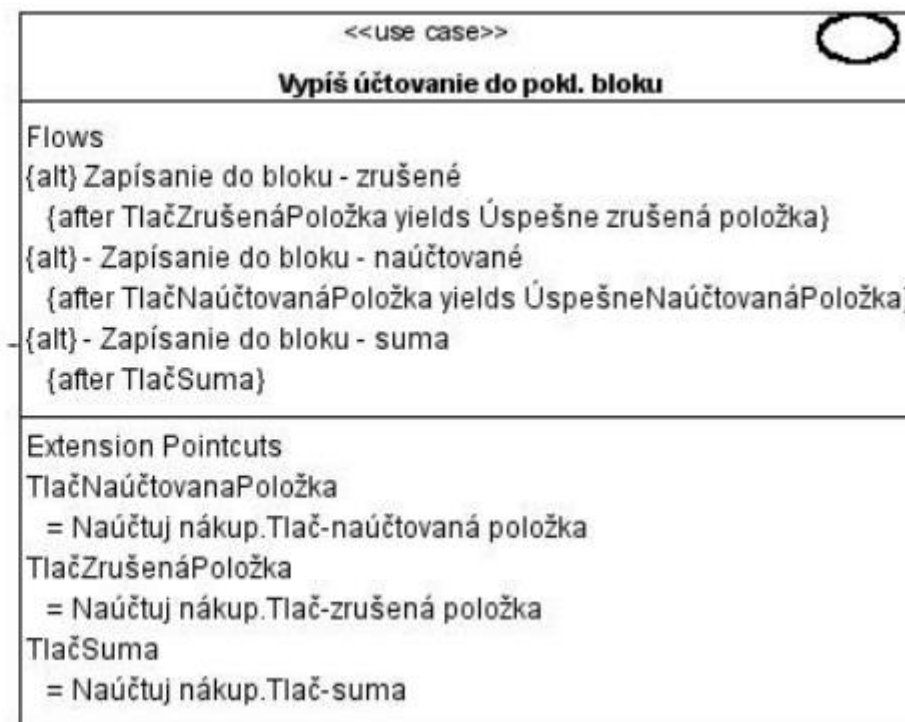 <<use case>>
Vypíš účtovanie do pokl. bloku
Flows
{alt} Zapísanie do bloku - zrušené
{after TlačZrušenáPoložka yields Úspešne zrušená položka}
{alt} - Zapísanie do bloku - naúčtované
{after TlačNaúčtovanáPoložka yields ÚspešneNaúčtovanáPoložka}
{alt} - Zapísanie do bloku - suma
{after TlačSuma}
Extension Pointcuts
TlačNaúčtovanaPoložka
= Naúčtuj nákup.Tlač-naúčtovaná položka
TlačZrušenáPoložka
= Naúčtuj nákup.Tlač-zrušená položka
TlačSuma
= Naúčtuj nákup.Tlač-suma